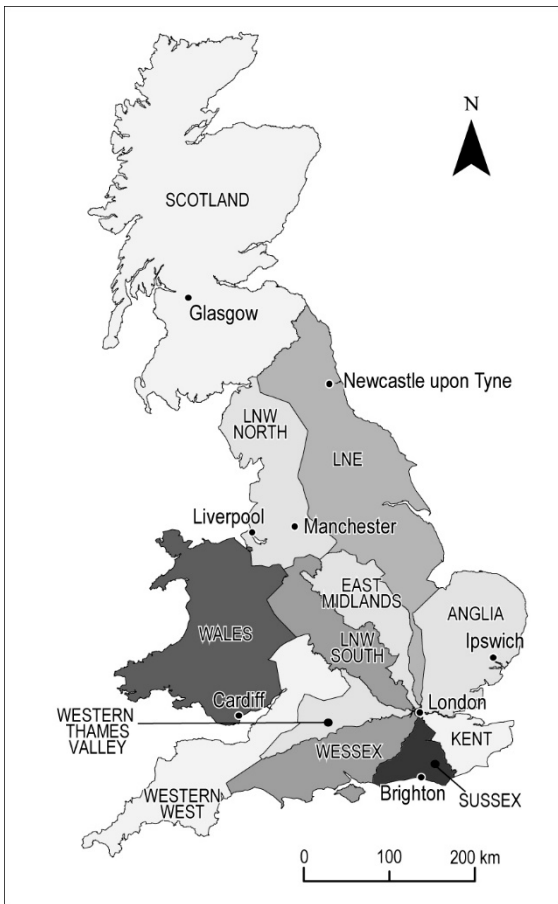 N
SCOTLAND
Glasgow
Newcastle upon Tyne
LNW
NORTH
LNE
Liverpool
Manchester
EAST
MIDLANDS
ANGLIA
WALES
LNW
SOUTH
Ipswich
Cardiff
London
WESTERN
THAMES
VALLEY
KENT
WESSEX
WESTERN
WEST
Brighton
SUSSEX
0 100 200 km